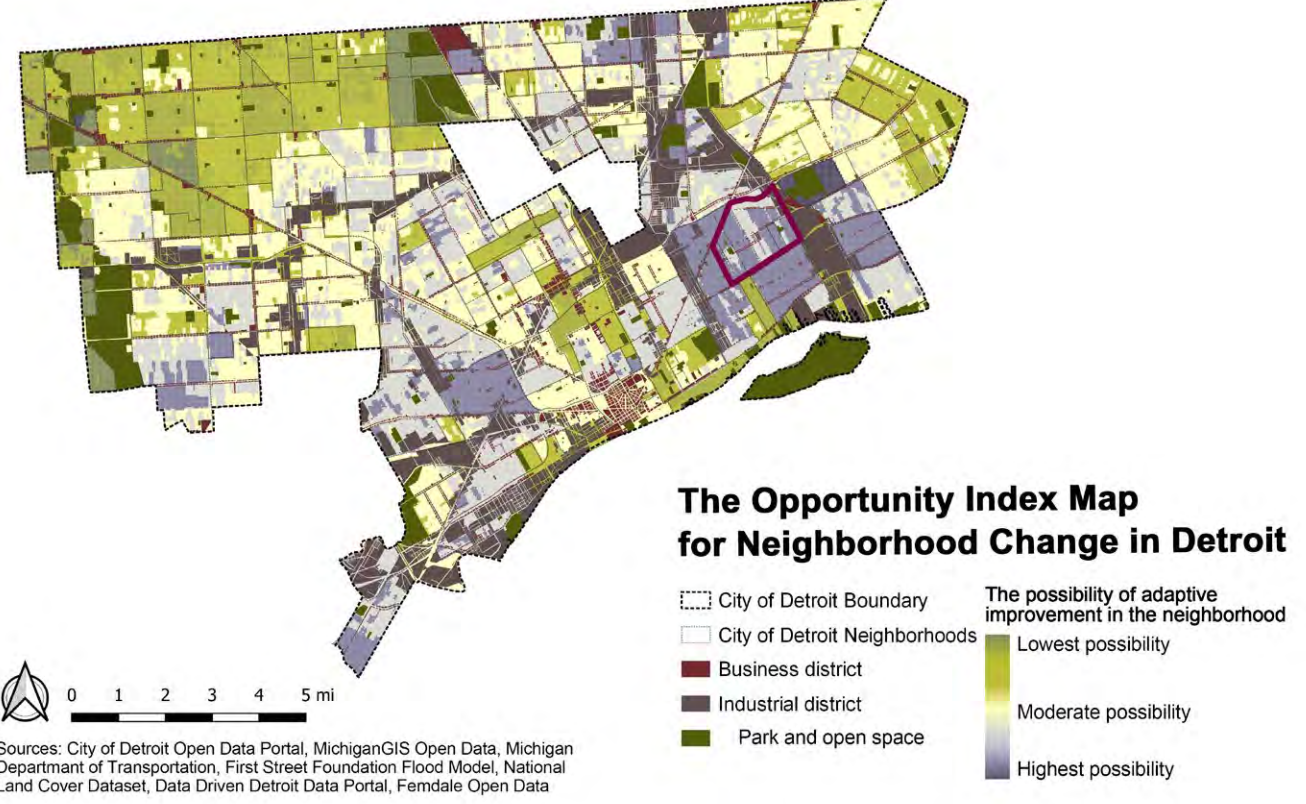 The Opportunity Index Map
for Neighborhood Change in Detroit
City of Detroit Boundary
City of Detroit Neighborhoods
Business district
Industrial district
Park and open space
The possibility of adaptive
improvement in the neighborhood
Lowest possibility
Moderate possibility
Highest possibility
0 1 2 3 4 5 mi
Sources: City of Detroit Open Data Portal, MichiganGIS Open Data, Michigan
Departmant of Transportation, First Street Foundation Flood Model, National
Land Cover Dataset, Data Driven Detroit Data Portal, Femdale Open Data